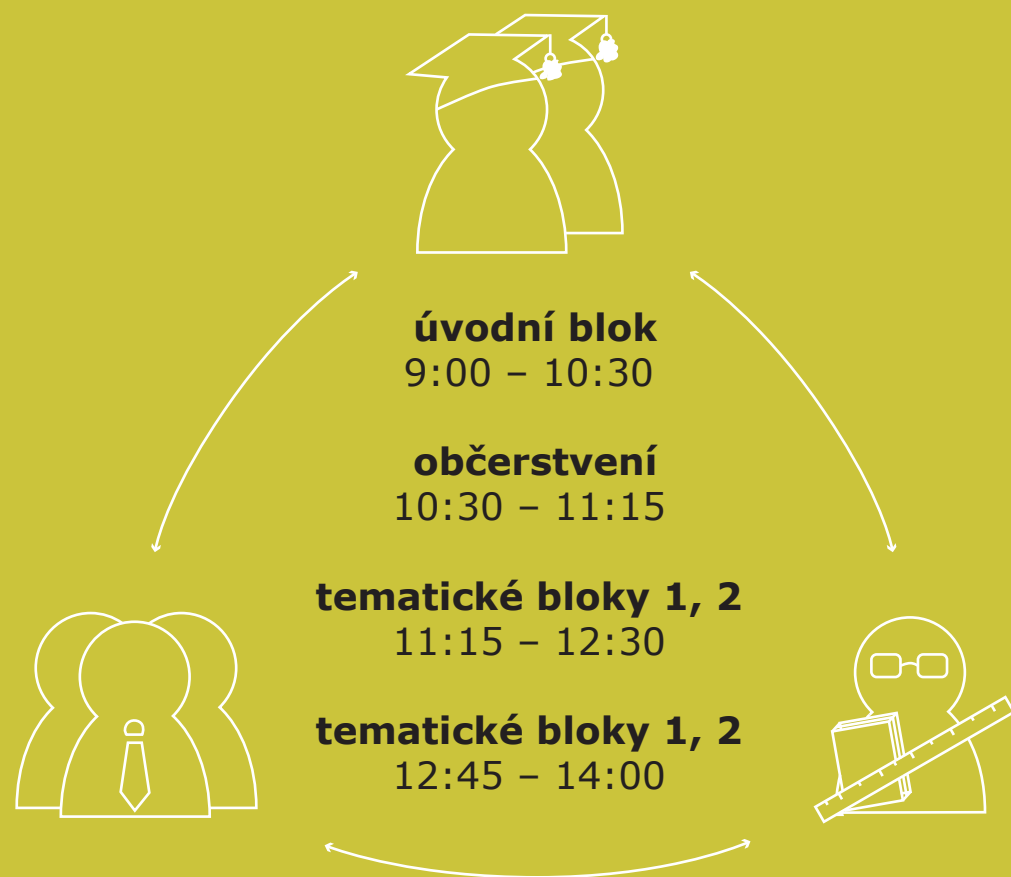 úvodní blok
9:00 – 10:30
občerstvení
10:30 – 11:15
tematické bloky 1, 2
11:15 – 12:30
tematické bloky 1, 2
12:45 – 14:00